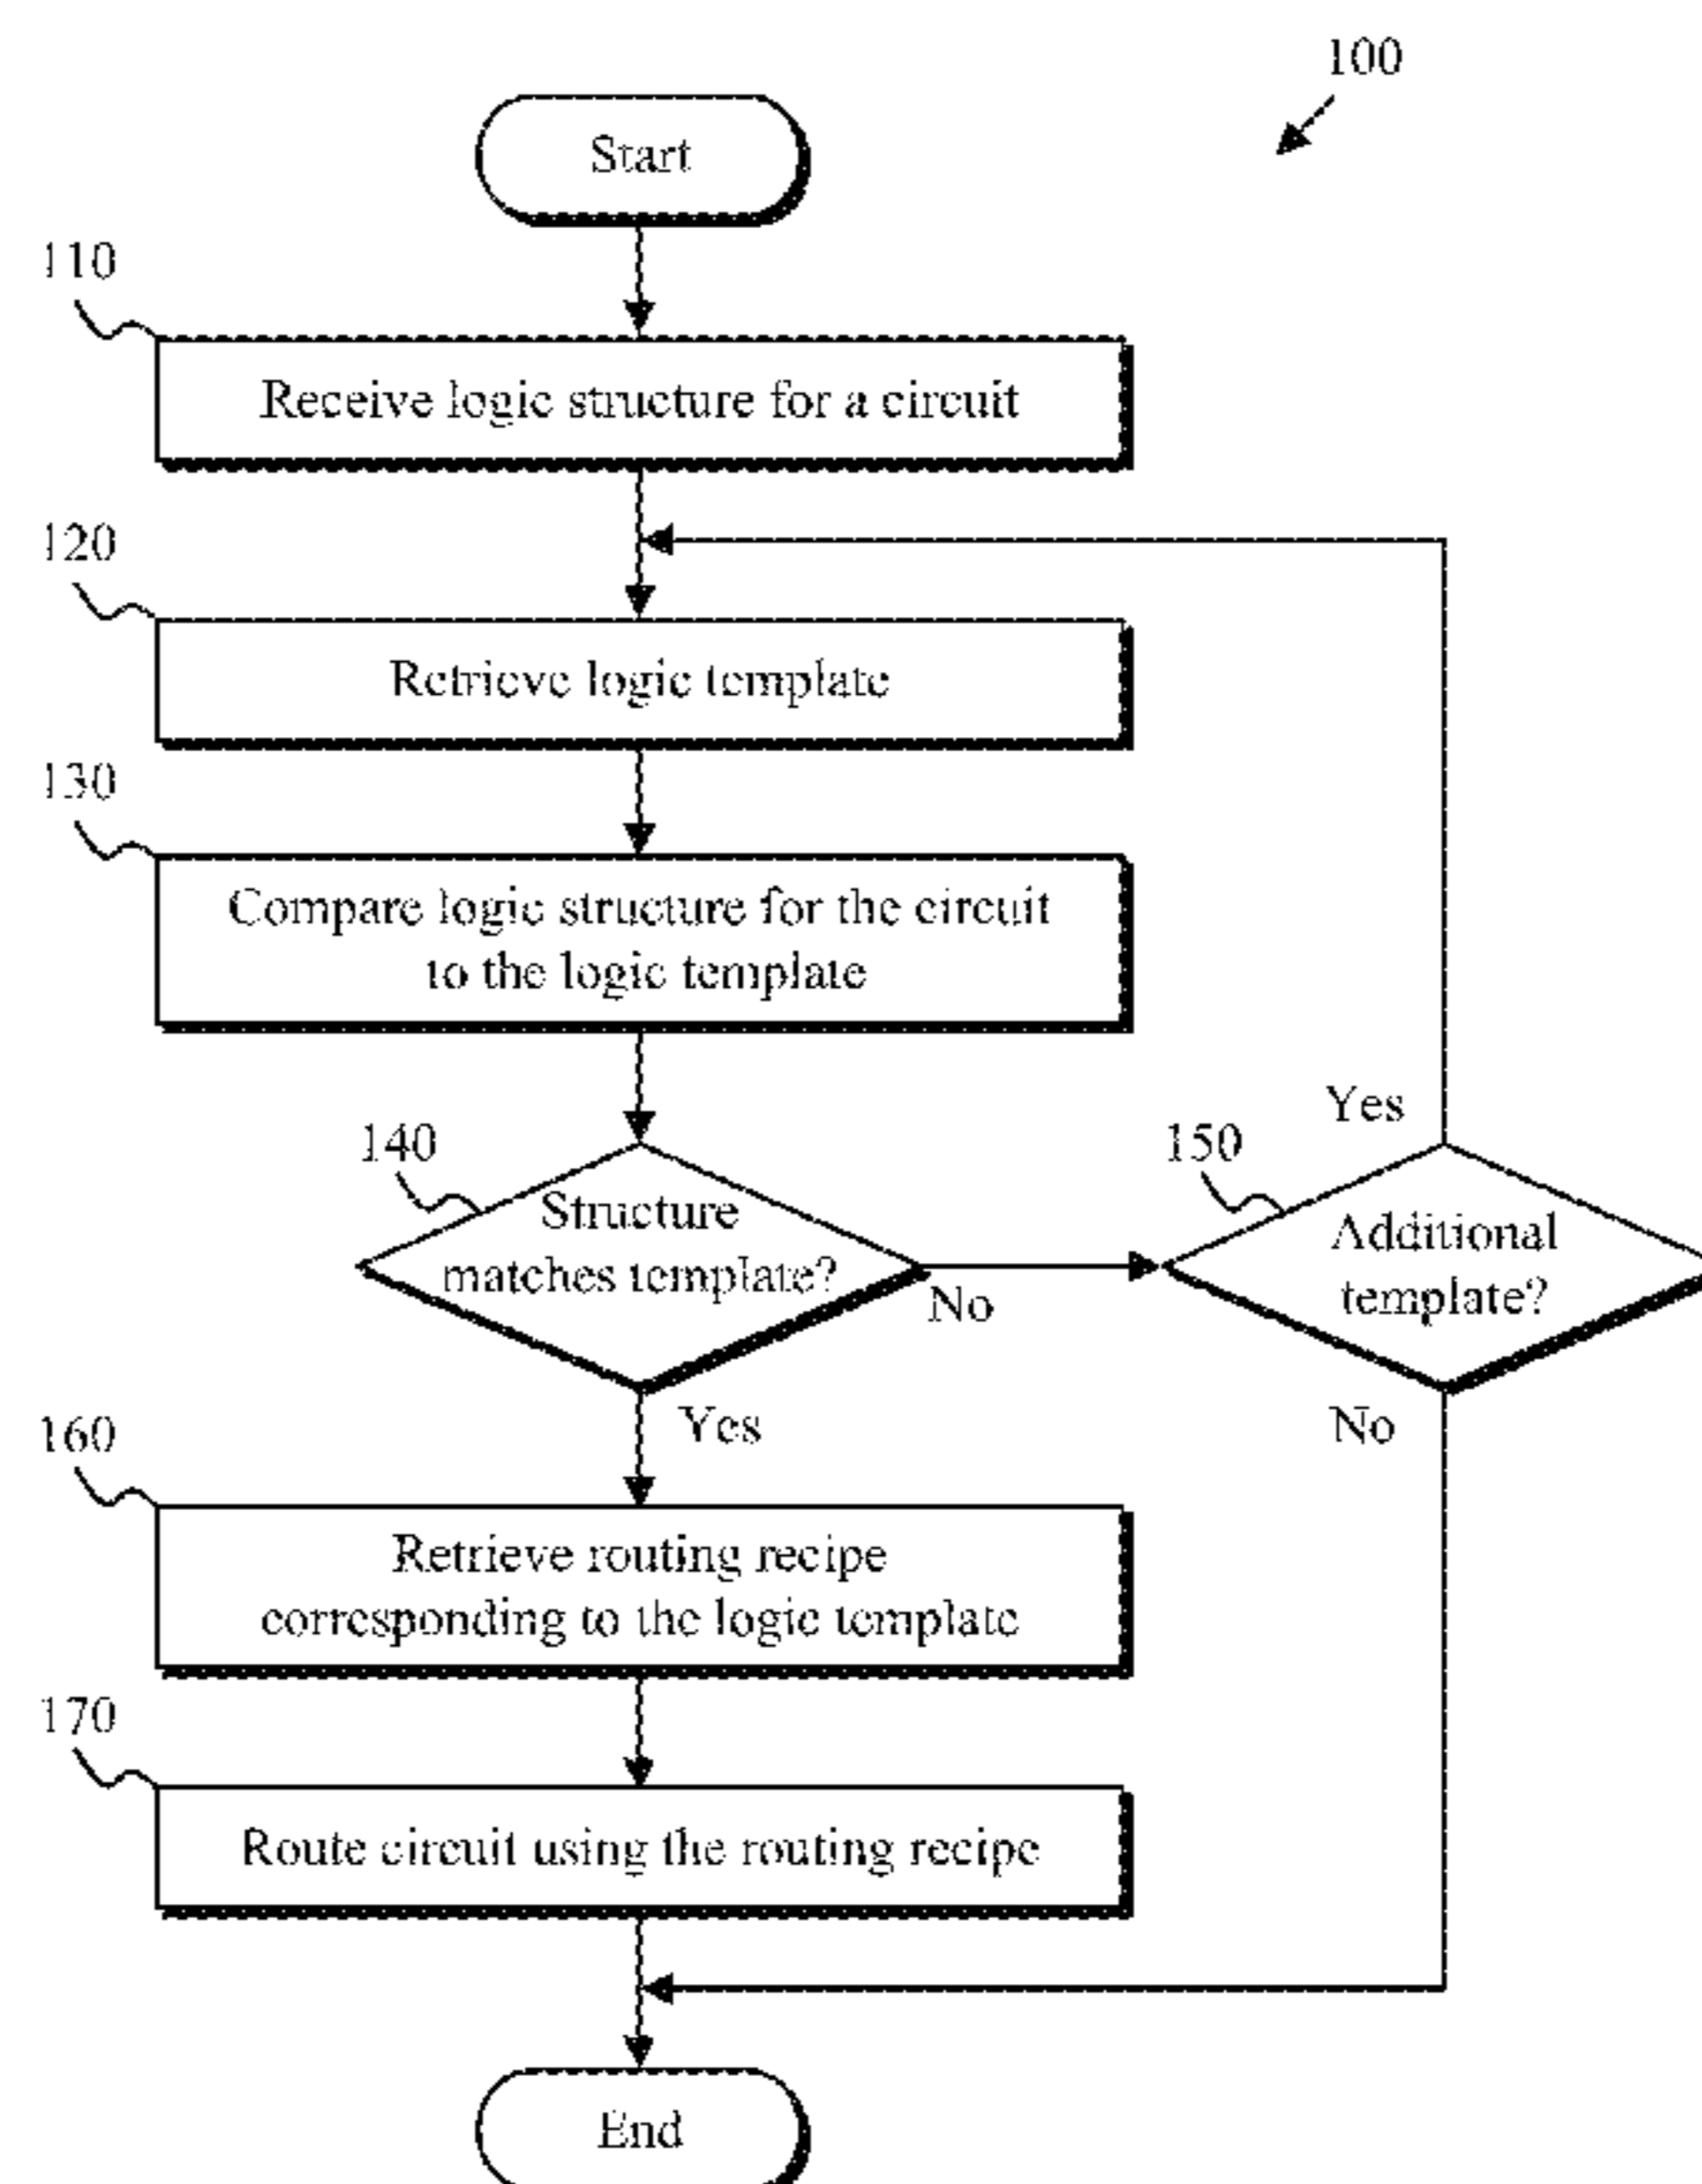 100
Start
110
Receive logic structure for a circuit
120
Retrieve logic template
130
Compare logic structure for the circuit
to the logic template
140
Structure
matches template?
No
Yes
150
Additional
template?
Yes
No
160
Retrieve routing recipe
corresponding to the logic template
170
Route circuit using the routing recipe
End